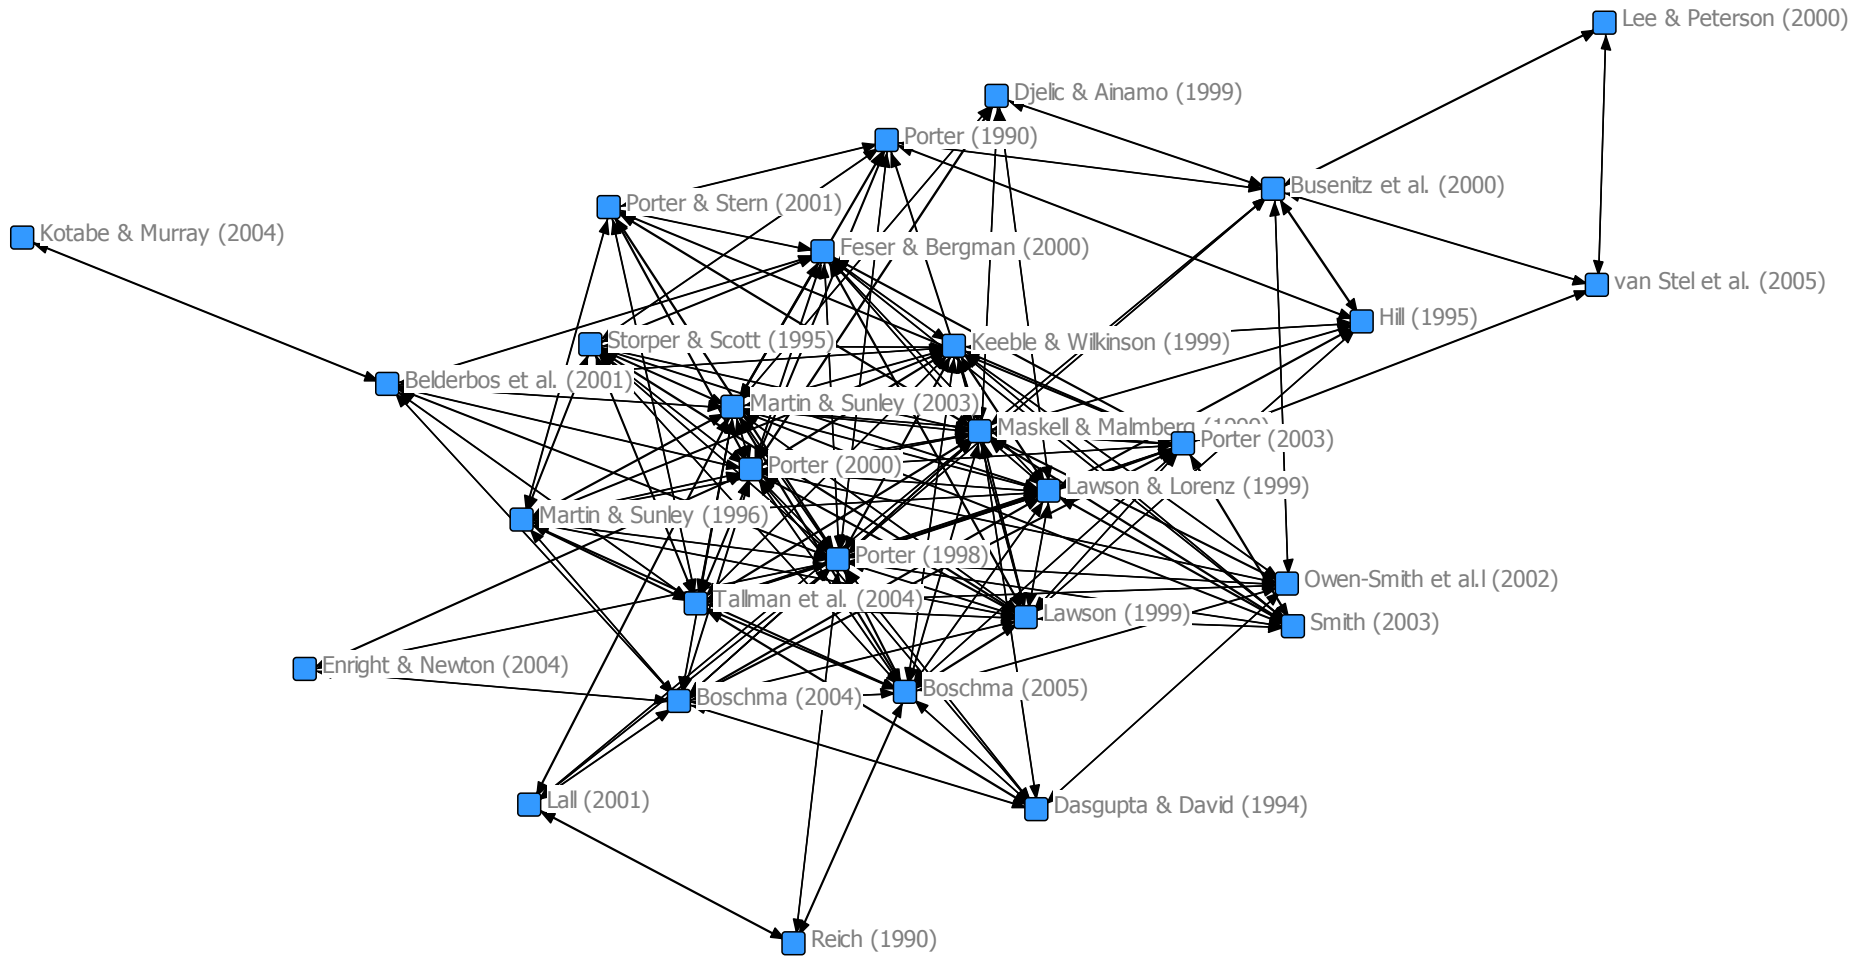 Lee & Peterson (2000)
Djelic & Ainamo (1999)
Porter (1990)
Busenitz et al. (2000)
Porter & Stern (2001)
Kotabe & Murray (2004)
Feser & Bergman (2000)
van Stel et al. (2005)
Hill (1995)
Storper & Scott (1995)
Keeble & Wilkinson (1999)
Belderbos et al. (2001)
Martin & Sunley (2003)
Maskell & Malmberg (1999)
Porter (2003)
Porter (2000)
Lawson & Lorenz (1999)
Martin & Sunley (1996)
Porter (1998)
Owen-Smith et al.l (2002)
Tallman et al. (2004)
Lawson (1999)
Smith (2003)
Enright & Newton (2004)
Boschma (2004)
Boschma (2005)
Lall (2001)
Dasgupta & David (1994)
Reich (1990)